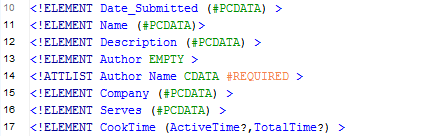 10 <!ELEMENT Date_Submitted (#PCDATA) >
11 <!ELEMENT Name (#PCDATA)>
12 <!ELEMENT Description (#PCDATA) >
13 <!ELEMENT Author EMPTY >
14 <!ATTLIST Author Name CDATA #REQUIRED >
15 <!ELEMENT Company (#PCDATA) >
16 <!ELEMENT Serves (#PCDATA) >
17 <!ELEMENT CookTime (ActiveTime?,TotalTime?) >